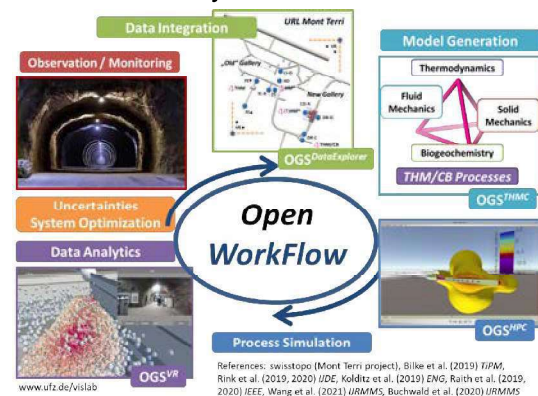 Data Integration
URL Mont Terri
Model Generation
Observation / Monitoring
„Old" Gallery
New Gallery
Thermodynamics
Fluid
Mechanics
Solid
Mechanics
Biogeochemistry
THM/CB Processes
OGS DataExplorer
OGS THMC
Uncertainties
System Optimization
Open
WorkFlow
Data Analytics
OGS VR
Process Simulation
OGS HPC
www.ufz.de/vislab
References: swisstopo (Mont Terri project), Bilke et al. (2019) TiPM,
Rink et al. (2019, 2020) IJDE, Kolditz et al. (2019) ENG, Raith et al. (2019,
2020) IEEE, Wang et al. (2021) IJRMMS, Buchwald et al. (2020) IJRMMS